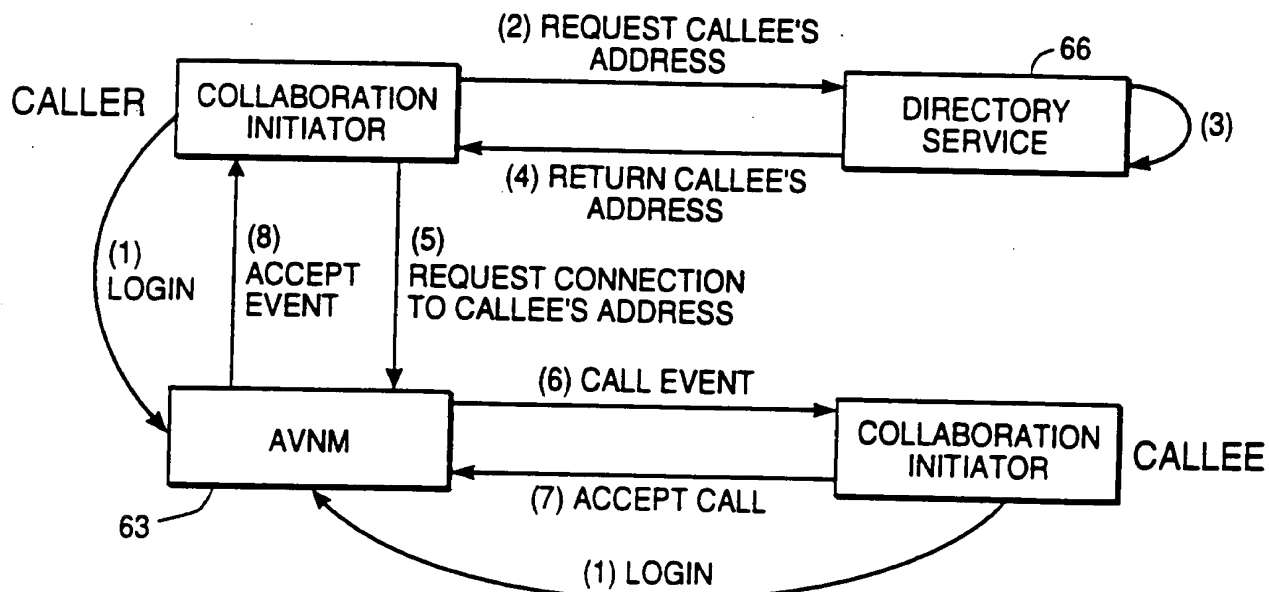 (2) REQUEST CALLEE'S
ADDRESS
66
CALLER
COLLABORATION
INITIATOR
DIRECTORY
SERVICE
(3)
(4) RETURN CALLEE'S
ADDRESS
(1)
LOGIN
(8)
ACCEPT
EVENT
(5)
REQUEST CONNECTION
TO CALLEE'S ADDRESS
(6) CALL EVENT
AVNM
COLLABORATION
INITIATOR
CALLEE
(7) ACCEPT CALL
63
(1) LOGIN